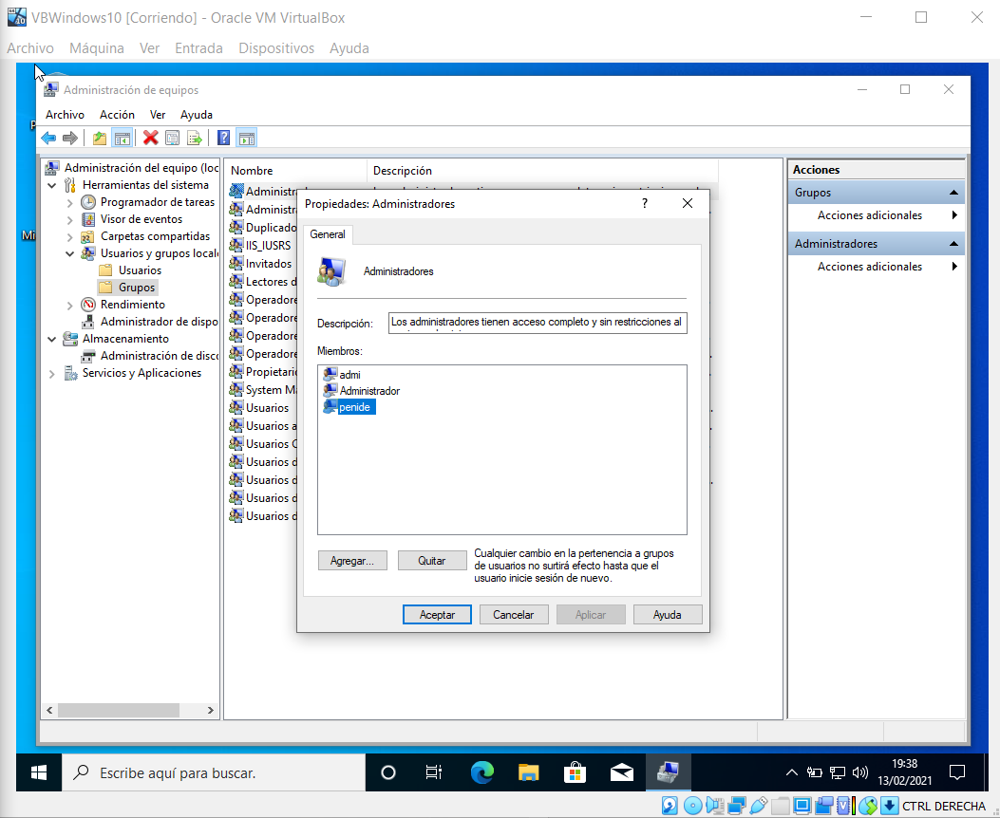 VBWindows10 [Corriendo] - Oracle VM VirtualBox
Archivo Máquina Ver Entrada Dispositivos Ayuda
Administración de equipos
Archivo Acción Ver Ayuda
Administración del equipo (loc
Herramientas del sistema
Programador de tareas
Visor de eventos
Carpetas compartidas
Usuarios y grupos locale
Usuarios
Grupos
Rendimiento
Administrador de dispo
Almacenamiento
Administración de disco
Servicios y Aplicaciones
Nombre Descripción
Administr
Administra
Duplicado
IIS_IUSRS
Invitados
Lectores d
Operadore
Operadore
Operadore
Operadore
Propietario
System Ma
Usuarios
Usuarios a
Usuarios C
Usuarios d
Usuarios d
Usuarios d
Usuarios d
Propiedades: Administradores
?
General
Administradores
Descripción:
Los administradores tienen acceso completo y sin restricciones al
Miembros:
admi
Administrador
penide
Agregar...
Quitar
Cualquier cambio en la pertenencia a grupos
de usuarios no surtirá efecto hasta que el
usuario inicie sesión de nuevo.
Aceptar Cancelar Aplicar Ayuda
Acciones
Grupos
Acciones adicionales
Administradores
Acciones adicionales
Mi
Escribe aquí para buscar.
19:38
13/02/2021
CTRL DERECHA